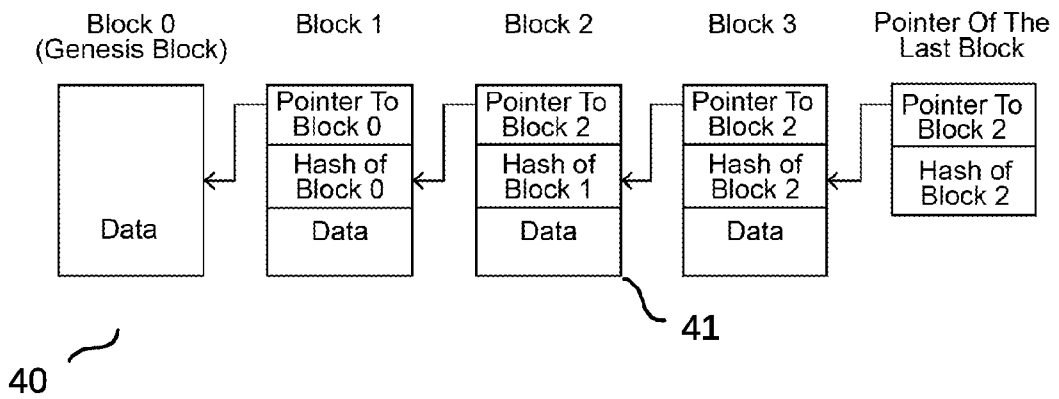 Block 0
(Genesis Block)
Block 1
Block 2
Block 3
Pointer Of The
Last Block
Data
Pointer To
Block 0
Hash of
Block 0
Data
Pointer To
Block 2
Hash of
Block 1
Data
Pointer To
Block 2
Hash of
Block 2
Data
Pointer To
Block 2
Hash of
Block 2
41
40